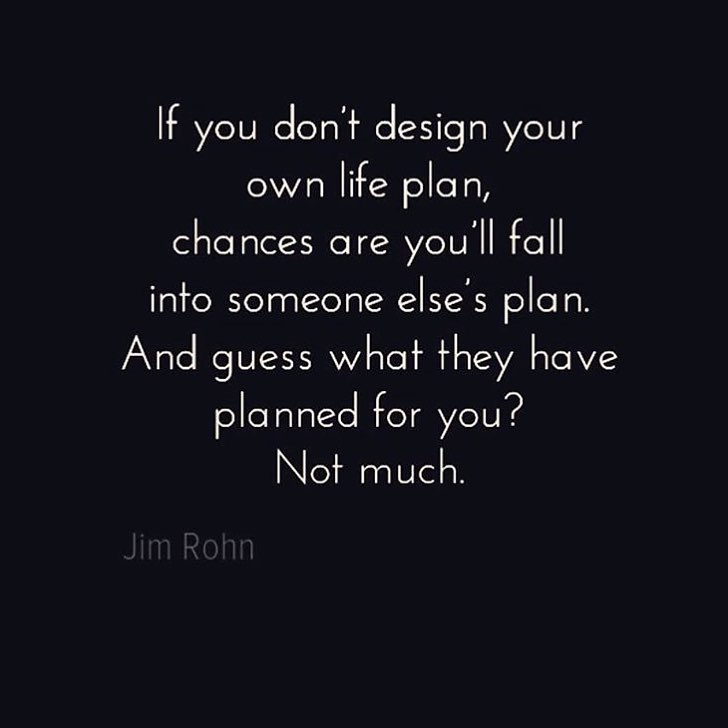 If you don't design your
own life plan,
chances are you'll fall
into someone else's plan.
And guess what they have
planned for you?
Not much.
Jim Rohn